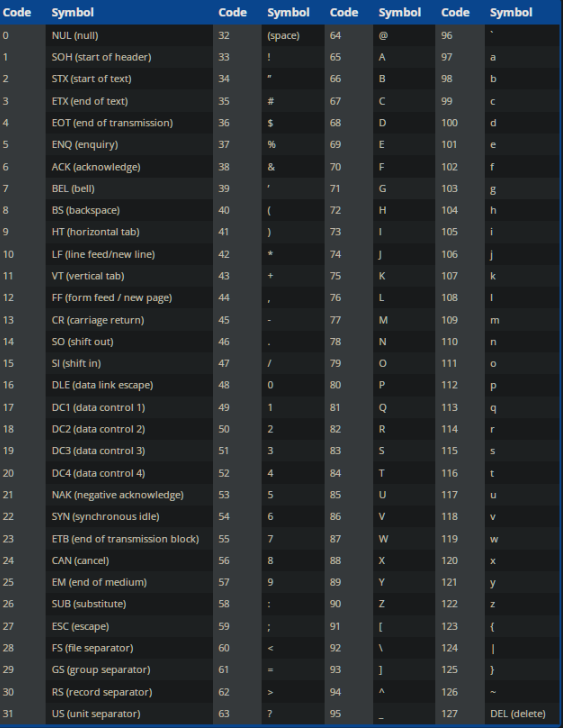 Code Symbol Code Symbol Code Symbol Code Symbol
0 NUL (null) 32 (space) 64 @ 96 `
1 SOH (start of header) 33 ! 65 A 97 a
2 STX (start of text) 34 " 66 B 98 b
3 ETX (end of text) 35 # 67 C 99 c
4 EOT (end of transmission) 36 $ 68 D 100 d
5 ENQ (enquiry) 37 % 69 E 101 e
6 ACK (acknowledge) 38 & 70 F 102 f
7 BEL (bell) 39 ' 71 G 103 g
8 BS (backspace) 40 ( 72 H 104 h
9 HT (horizontal tab) 41 ) 73 I 105 i
10 LF (line feed/new line) 42 * 74 J 106 j
11 VT (vertical tab) 43 + 75 K 107 k
12 FF (form feed / new page) 44 , 76 L 108 l
13 CR (carriage return) 45 - 77 M 109 m
14 SO (shift out) 46 . 78 N 110 n
15 SI (shift in) 47 / 79 O 111 o
16 DLE (data link escape) 48 0 80 P 112 p
17 DC1 (data control 1) 49 1 81 Q 113 q
18 DC2 (data control 2) 50 2 82 R 114 r
19 DC3 (data control 3) 51 3 83 S 115 s
20 DC4 (data control 4) 52 4 84 T 116 t
21 NAK (negative acknowledge) 53 5 85 U 117 u
22 SYN (synchronous idle) 54 6 86 V 118 v
23 ETB (end of transmission block) 55 7 87 W 119 w
24 CAN (cancel) 56 8 88 X 120 x
25 EM (end of medium) 57 9 89 Y 121 y
26 SUB (substitute) 58 : 90 Z 122 z
27 ESC (escape) 59 ; 91 [ 123 {
28 FS (file separator) 60 < 92 \ 124 |
29 GS (group separator) 61 = 93 ] 125 }
30 RS (record separator) 62 > 94 ^ 126 ~
31 US (unit separator) 63 ? 95 _ 127 DEL (delete)